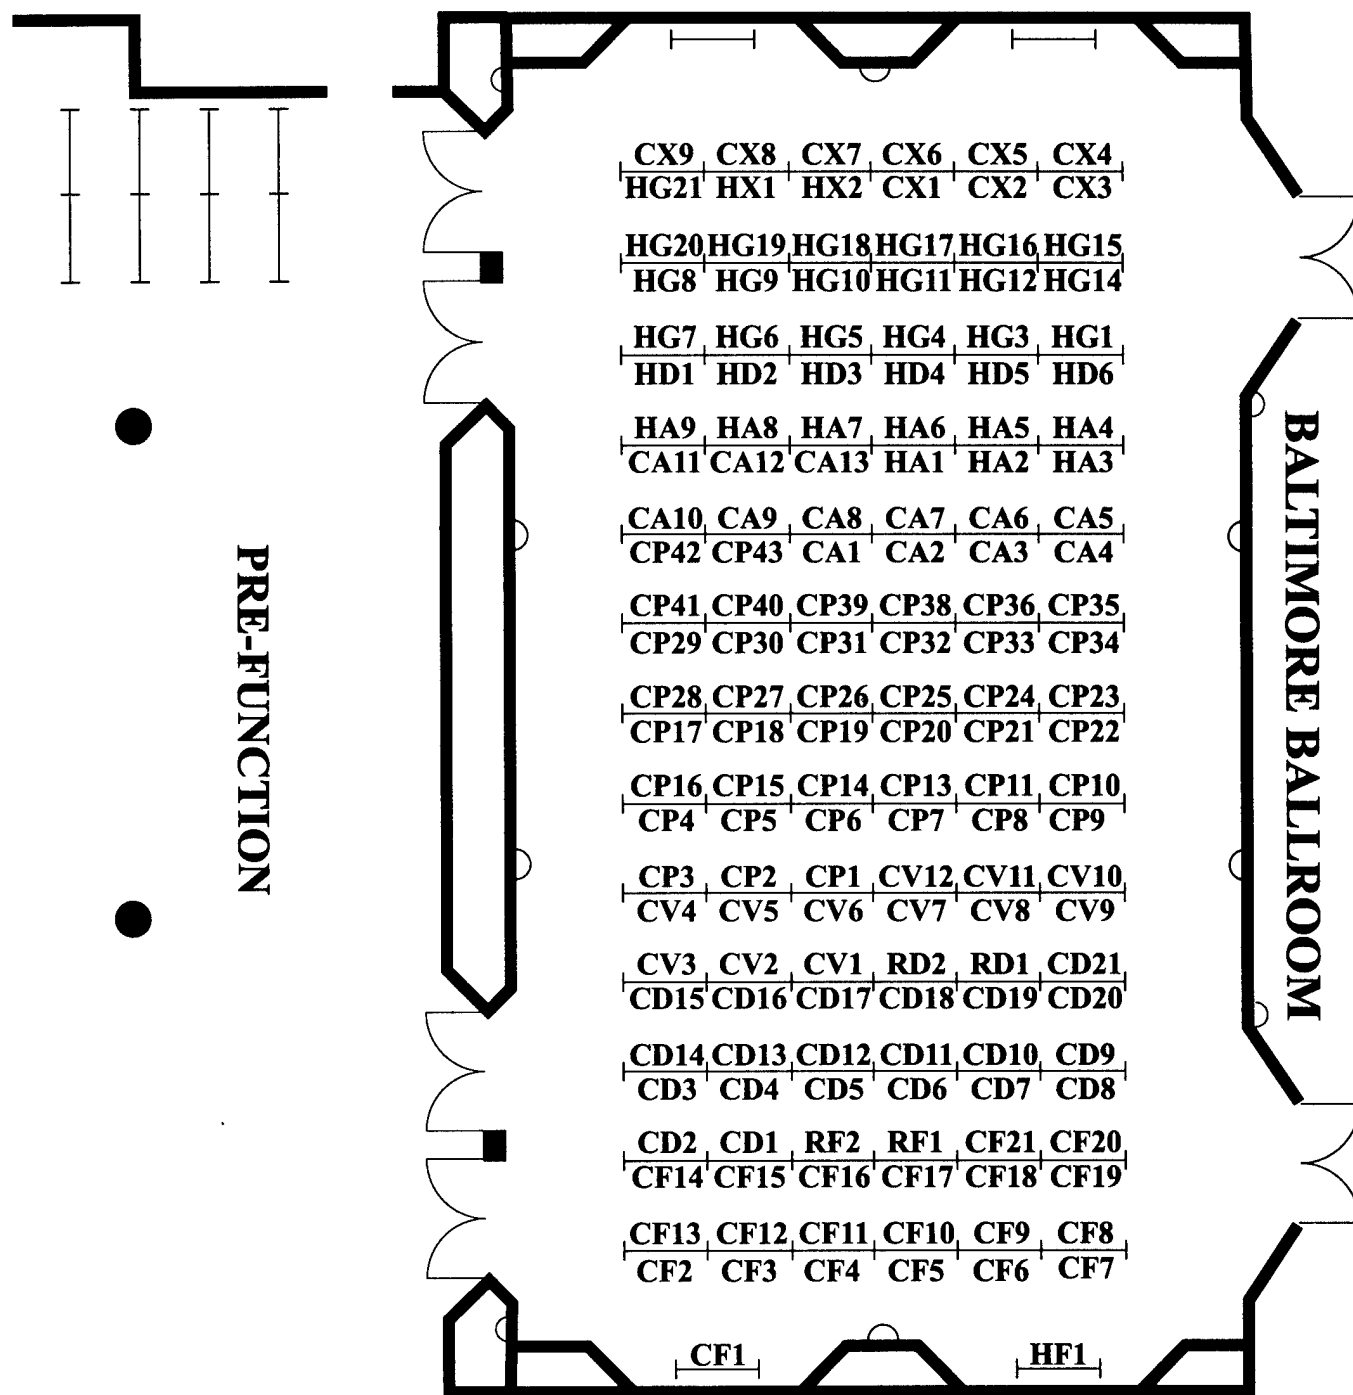 CX9 CX8 CX7 CX6 CX5 CX4
HG21 HX1 HX2 CX1 CX2 CX3
HG20 HG19 HG18 HG17 HG16 HG15
HG8 HG9 HG10 HG11 HG12 HG14
HG7 HG6 HG5 HG4 HG3 HG1
HD1 HD2 HD3 HD4 HD5 HD6
HA9 HA8 HA7 HA6 HA5 HA4
CA11 CA12 CA13 HA1 HA2 HA3
CA10 CA9 CA8 CA7 CA6 CA5
CP42 CP43 CA1 CA2 CA3 CA4
CP41 CP40 CP39 CP38 CP36 CP35
CP29 CP30 CP31 CP32 CP33 CP34
CP28 CP27 CP26 CP25 CP24 CP23
CP17 CP18 CP19 CP20 CP21 CP22
CP16 CP15 CP14 CP13 CP11 CP10
CP4 CP5 CP6 CP7 CP8 CP9
CP3 CP2 CP1 CV12 CV11 CV10
CV4 CV5 CV6 CV7 CV8 CV9
CV3 CV2 CV1 RD2 RD1 CD21
CD15 CD16 CD17 CD18 CD19 CD20
CD14 CD13 CD12 CD11 CD10 CD9
CD3 CD4 CD5 CD6 CD7 CD8
CD2 CD1 RF2 RF1 CF21 CF20
CF14 CF15 CF16 CF17 CF18 CF19
CF13 CF12 CF11 CF10 CF9 CF8
CF2 CF3 CF4 CF5 CF6 CF7
CF1 HF1
PRE-FUNCTION
BALTIMORE BALLROOM